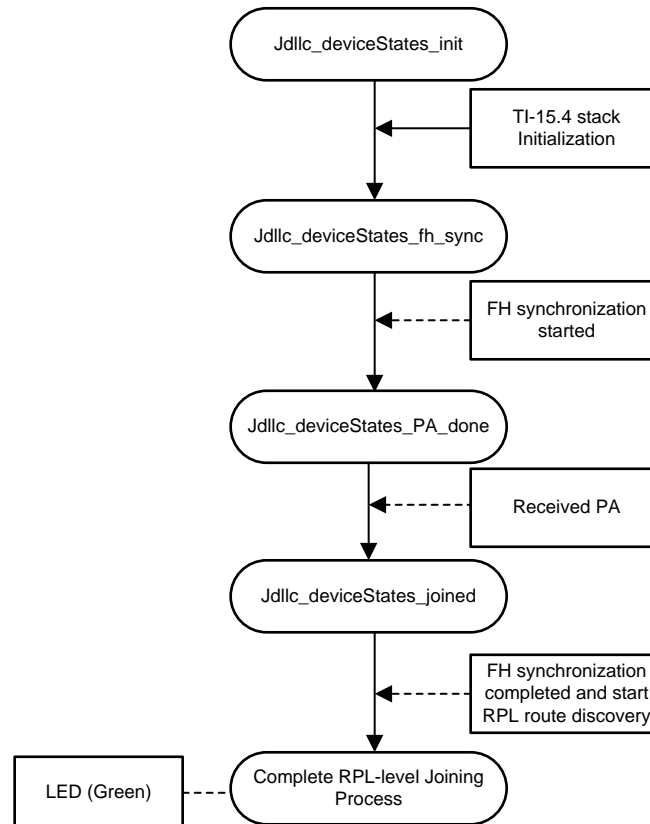 Jdllc_deviceStates_init
TI-15.4 stack
Initialization
Jdllc_deviceStates_fh_sync
FH synchronization
started
Jdllc_deviceStates_PA_done
Received PA
Jdllc_deviceStates_joined
FH synchronization
completed and start
RPL route discovery
Complete RPL-level Joining
Process
LED (Green)